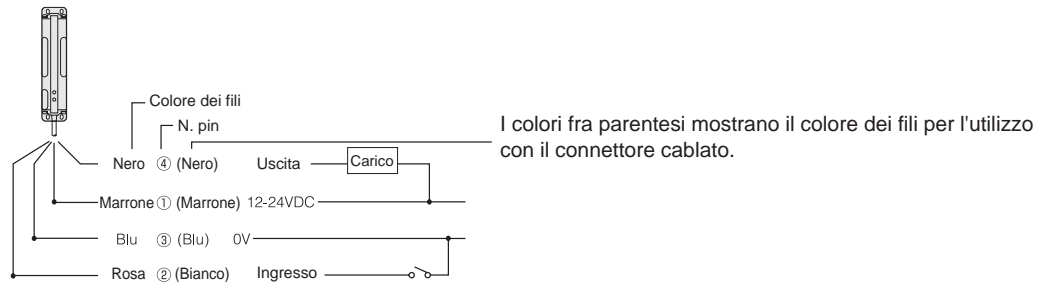 Colore dei fili
N. pin
Nero ④ (Nero) Uscita Carico
I colori fra parentesi mostrano il colore dei fili per l'utilizzo
con il connettore cablato.
Marrone ① (Marrone) 12-24VDC
Blu ③ (Blu) 0V
Rosa ② (Bianco) Ingresso